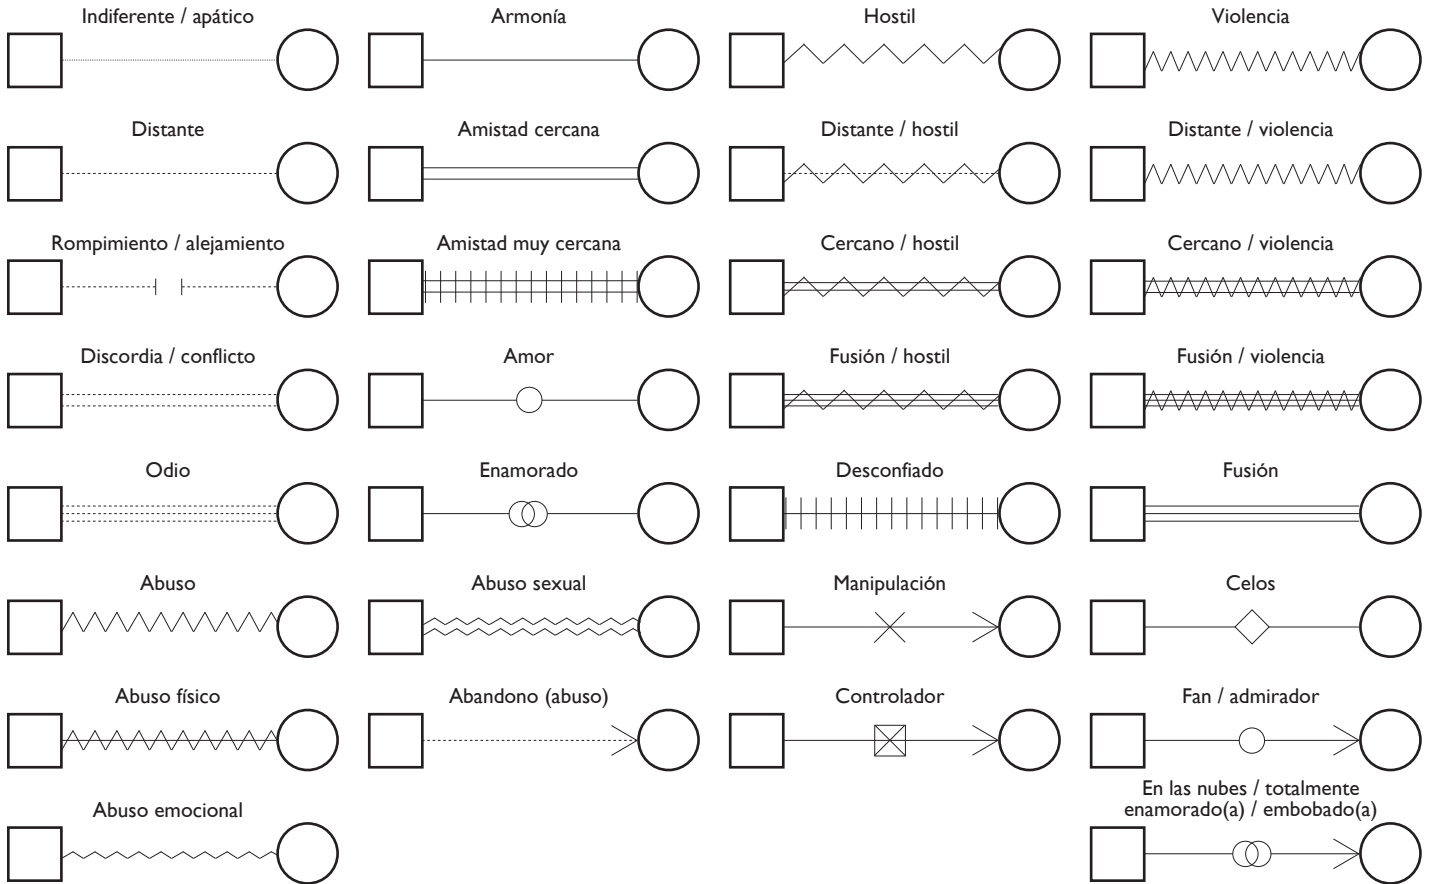 Indiferente / apático
Armonía
Hostil
Violencia
Distante
Amistad cercana
Distante / hostil
Distante / violencia
Rompimiento / alejamiento
Amistad muy cercana
Cercano / hostil
Cercano / violencia
Discordia / conflicto
Amor
Fusión / hostil
Fusión / violencia
Odio
Enamorado
Desconfiado
Fusión
Abuso
Abuso sexual
Manipulación
Celos
Abuso físico
Abandono (abuso)
Controlador
Fan / admirador
Abuso emocional
En las nubes / totalmente
enamorado(a) / embobado(a)